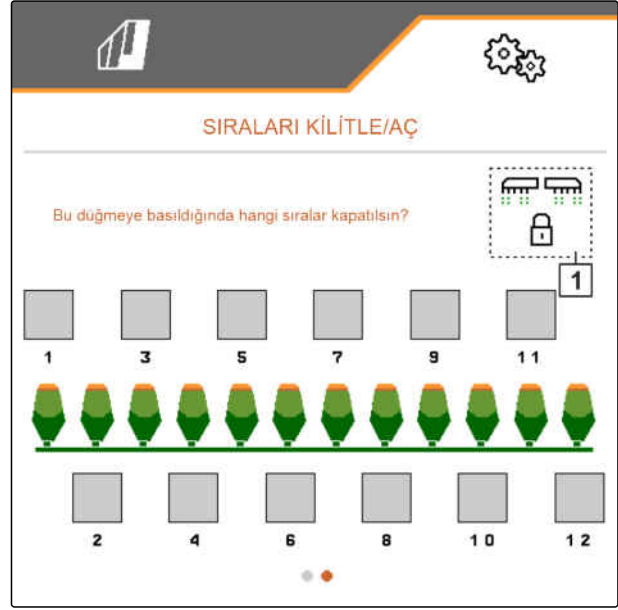 SIRALARI KİLİTLE/AÇ
Bu düğmeye basıldığında hangi sıralar kapatılsın?
1
1 3 5 7 9 11
2 4 6 8 10 12